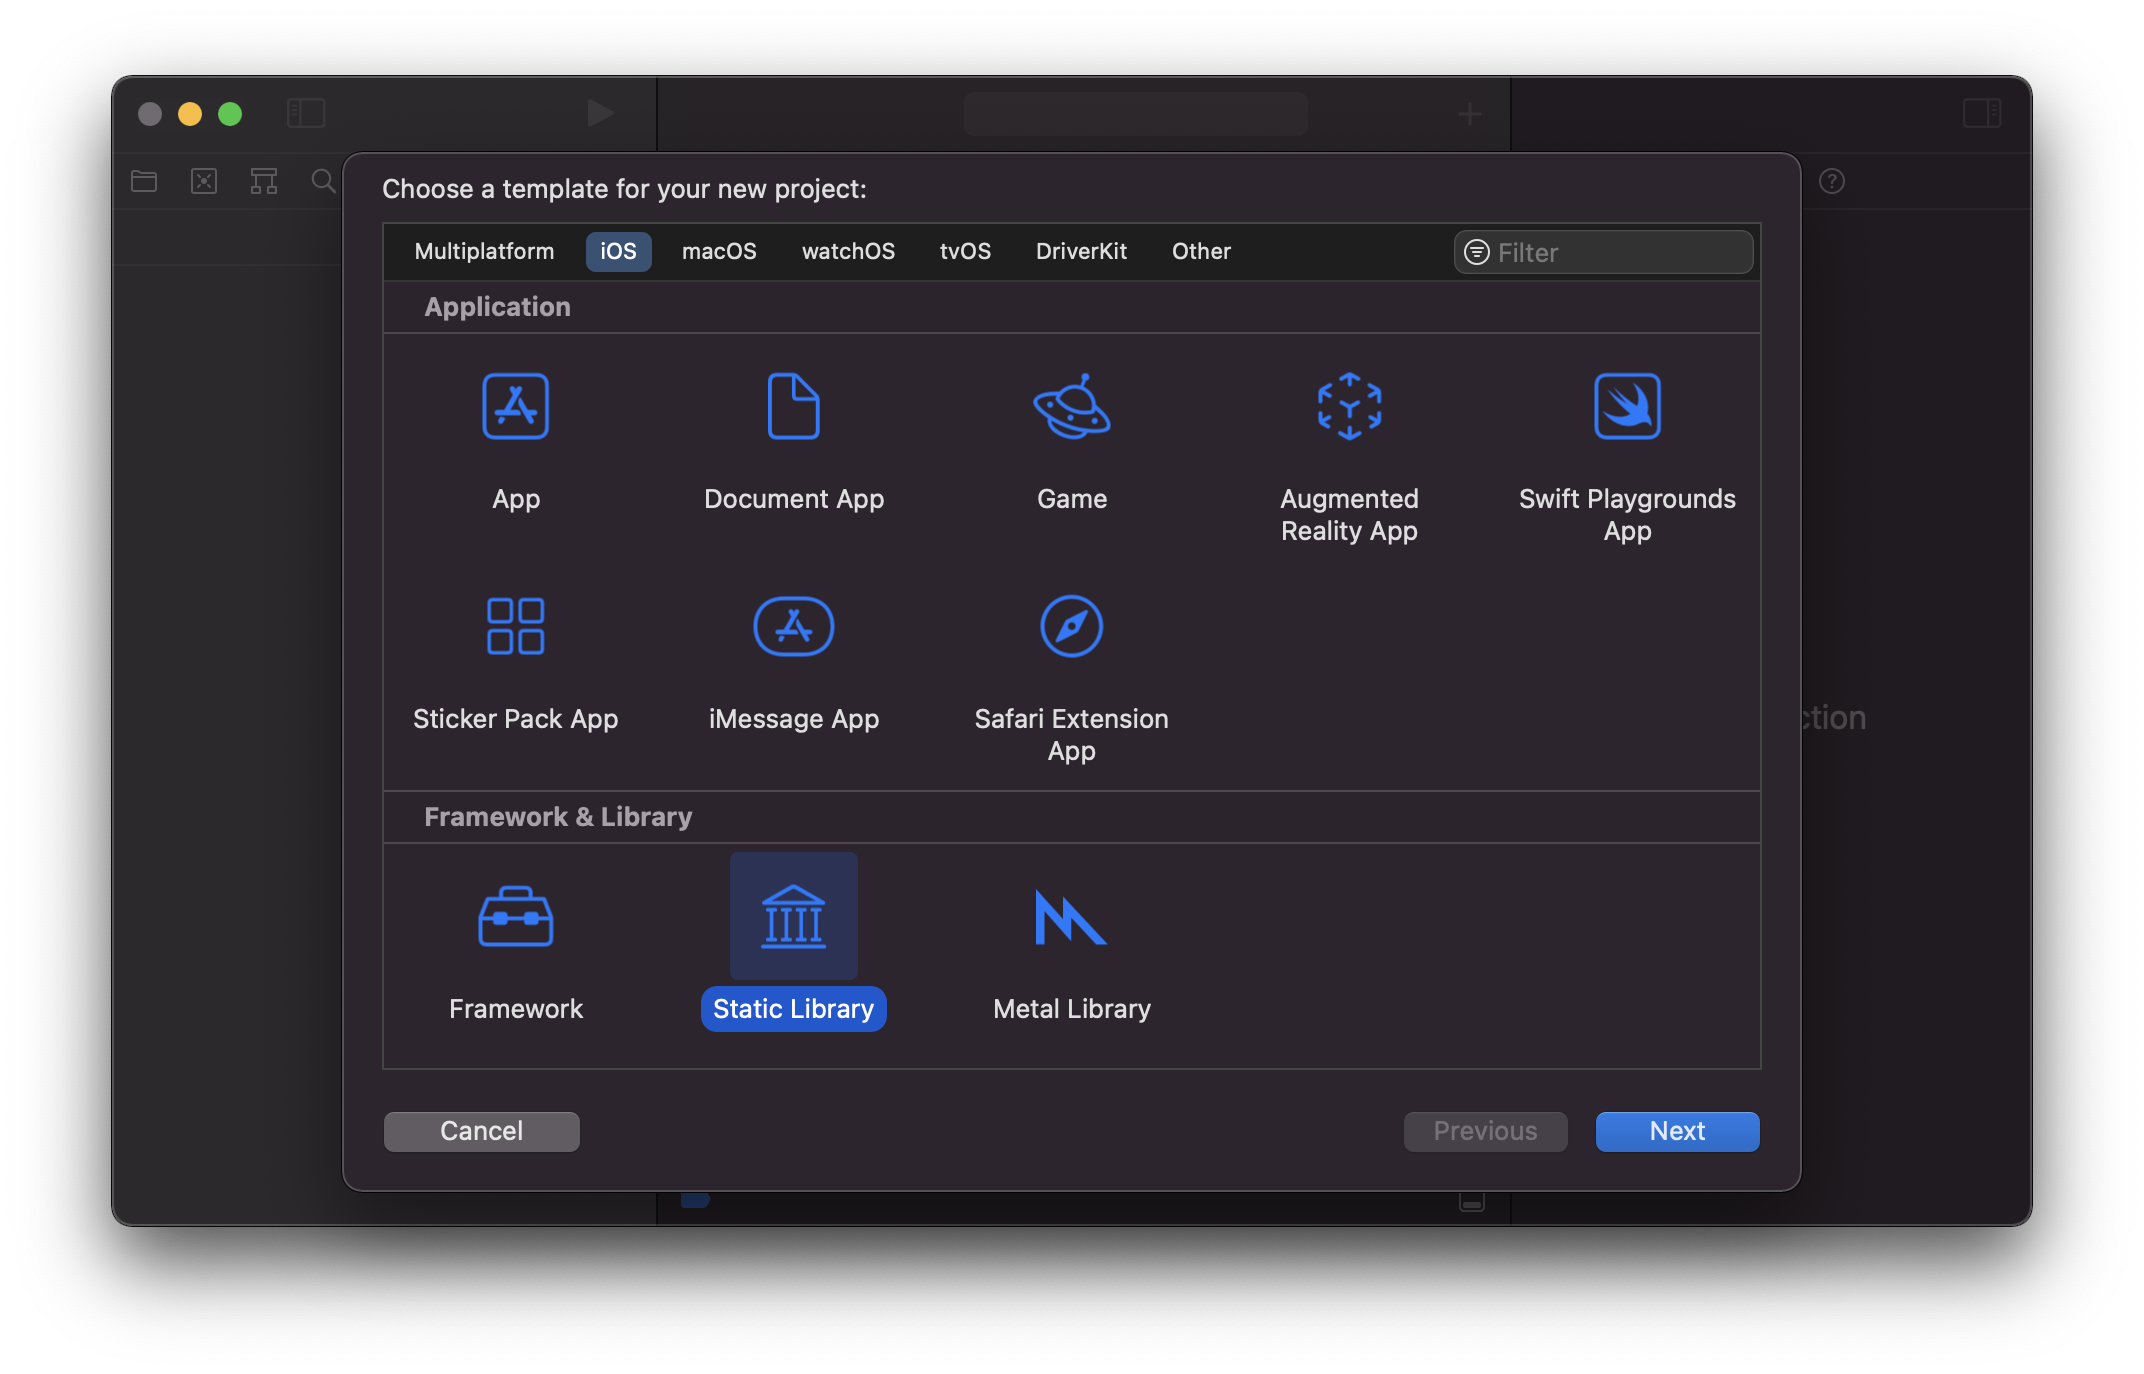 Choose a template for your new project:
Multiplatform iOS macOS watchOS tvOS DriverKit Other Filter
Application
App
Document App
Game
Augmented
Reality App
Swift Playgrounds
App
Sticker Pack App
iMessage App
Safari Extension
App
ction
Framework & Library
Framework
Static Library
Metal Library
Cancel Previous Next